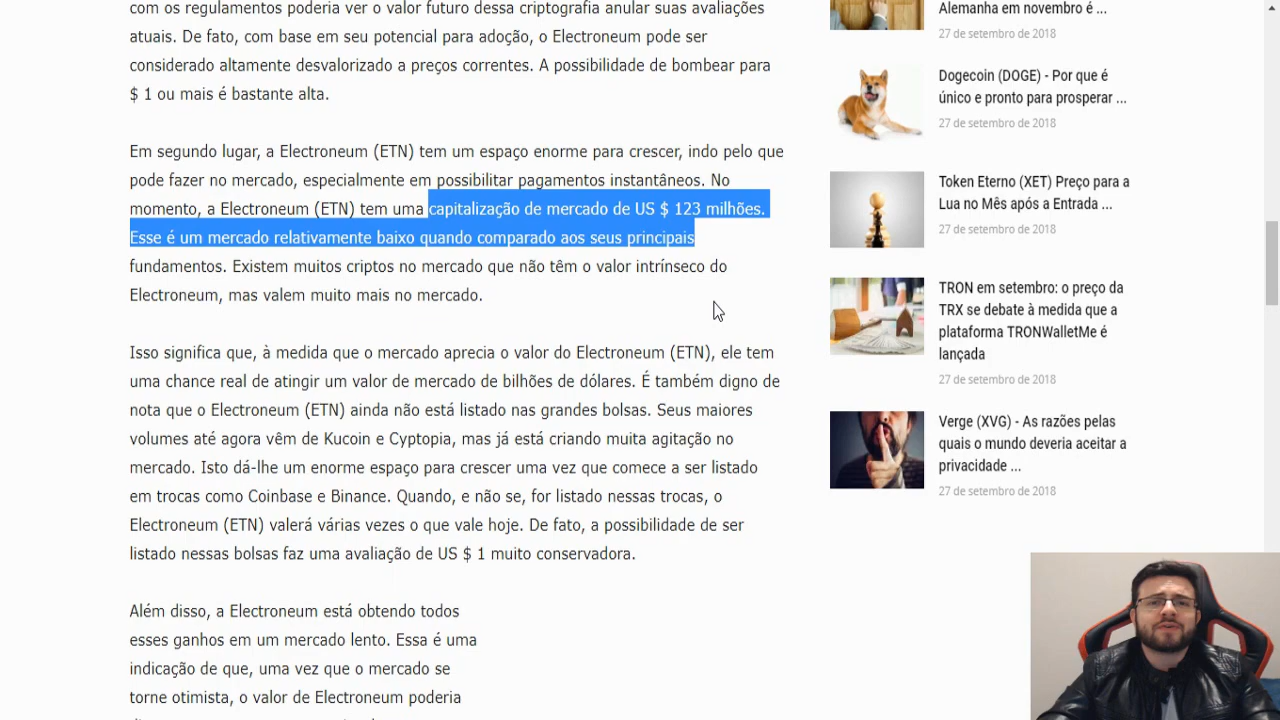 com os regulamentos poderia ver o valor futuro dessa criptografia anular suas avaliações
atuais. De fato, com base em seu potencial para adoção, o Electroneum pode ser
considerado altamente desvalorizado a preços correntes. A possibilidade de bombear para
$ 1 ou mais é bastante alta.
Em segundo lugar, a Electroneum (ETN) tem um espaço enorme para crescer, indo pelo que
pode fazer no mercado, especialmente em possibilitar pagamentos instantâneos. No
momento, a Electroneum (ETN) tem uma capitalização de mercado de US $ 123 milhões.
Esse é um mercado relativamente baixo quando comparado aos seus principais
fundamentos. Existem muitos criptos no mercado que não têm o valor intrínseco do
Electroneum, mas valem muito mais no mercado.
Isso significa que, à medida que o mercado aprecia o valor do Electroneum (ETN), ele tem
uma chance real de atingir um valor de mercado de bilhões de dólares. É também digno de
nota que o Electroneum (ETN) ainda não está listado nas grandes bolsas. Seus maiores
volumes até agora vêm de Kucoin e Cyptopia, mas já está criando muita agitação no
mercado. Isto dá-lhe um enorme espaço para crescer uma vez que comece a ser listado
em trocas como Coinbase e Binance. Quando, e não se, for listado nessas trocas, o
Electroneum (ETN) valerá várias vezes o que vale hoje. De fato, a possibilidade de ser
listado nessas bolsas faz uma avaliação de US $ 1 muito conservadora.
Além disso, a Electroneum está obtendo todos
esses ganhos em um mercado lento. Essa é uma
indicação de que, uma vez que o mercado se
torne otimista, o valor de Electroneum poderia
Alemanha em novembro é ...
27 de setembro de 2018
Dogecoin (DOGE) - Por que é
único e pronto para prosperar ...
27 de setembro de 2018
Token Eterno (XET) Preço para a
Lua no Mês após a Entrada ...
27 de setembro de 2018
TRON em setembro: o preço da
TRX se debate à medida que a
plataforma TRONWalletMe é
lançada
27 de setembro de 2018
Verge (XVG) - As razões pelas
quais o mundo deveria aceitar a
privacidade ...
27 de setembro de 2018